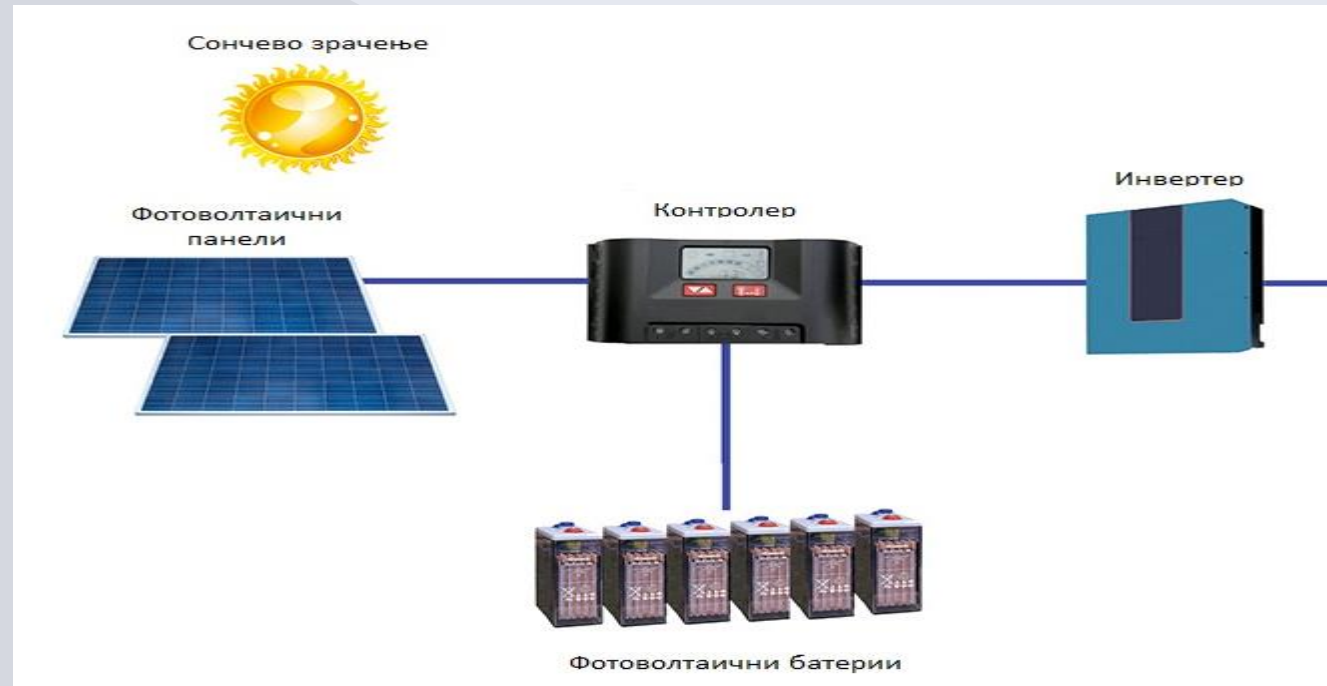 Сончево зрачење
Фотоволтаични
панели
Контролер
Инвертер
Фотоволтаични батерии